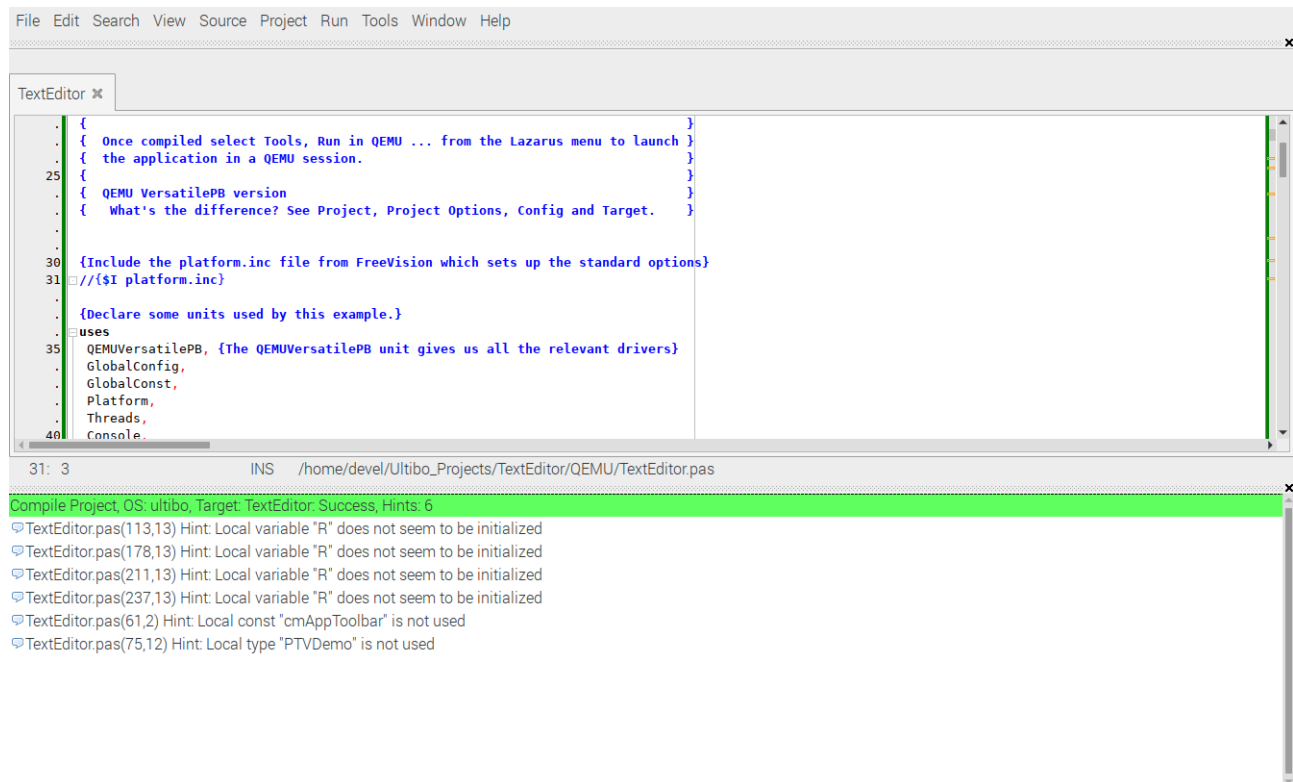 File Edit Search View Source Project Run Tools Window Help
TextEditor
. { }
. { Once compiled select Tools, Run in QEMU ... from the Lazarus menu to launch }
. { the application in a QEMU session. }
25 { }
. { QEMU VersatilePB version }
. { What's the difference? See Project, Project Options, Config and Target. }
.
.
30 {Include the platform.inc file from FreeVision which sets up the standard options}
31 //{$I platform.inc}
.
. {Declare some units used by this example.}
. uses
35 QEMUVersatilePB, {The QEMUVersatilePB unit gives us all the relevant drivers}
. GlobalConfig,
. GlobalConst,
. Platform,
. Threads,
40 Console,
31: 3 INS /home/devel/Ultibo_Projects/TextEditor/QEMU/TextEditor.pas
Compile Project, OS: ultibo, Target: TextEditor: Success, Hints: 6
TextEditor.pas(113,13) Hint: Local variable "R" does not seem to be initialized
TextEditor.pas(178,13) Hint: Local variable "R" does not seem to be initialized
TextEditor.pas(211,13) Hint: Local variable "R" does not seem to be initialized
TextEditor.pas(237,13) Hint: Local variable "R" does not seem to be initialized
TextEditor.pas(61,2) Hint: Local const "cmAppToolbar" is not used
TextEditor.pas(75,12) Hint: Local type "PTVDemo" is not used